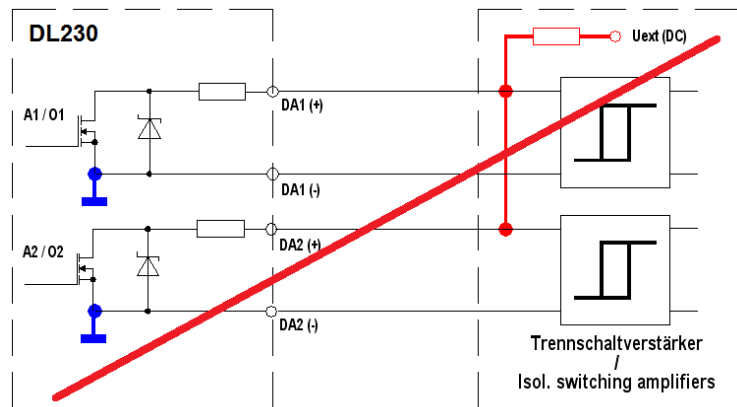 DL230
Uext (DC)
A1 / O1
DA1 (+)
DA1 (-)
A2 / O2
DA2 (+)
DA2 (-)
Trennschaltverstärker
/
Isol. switching amplifiers